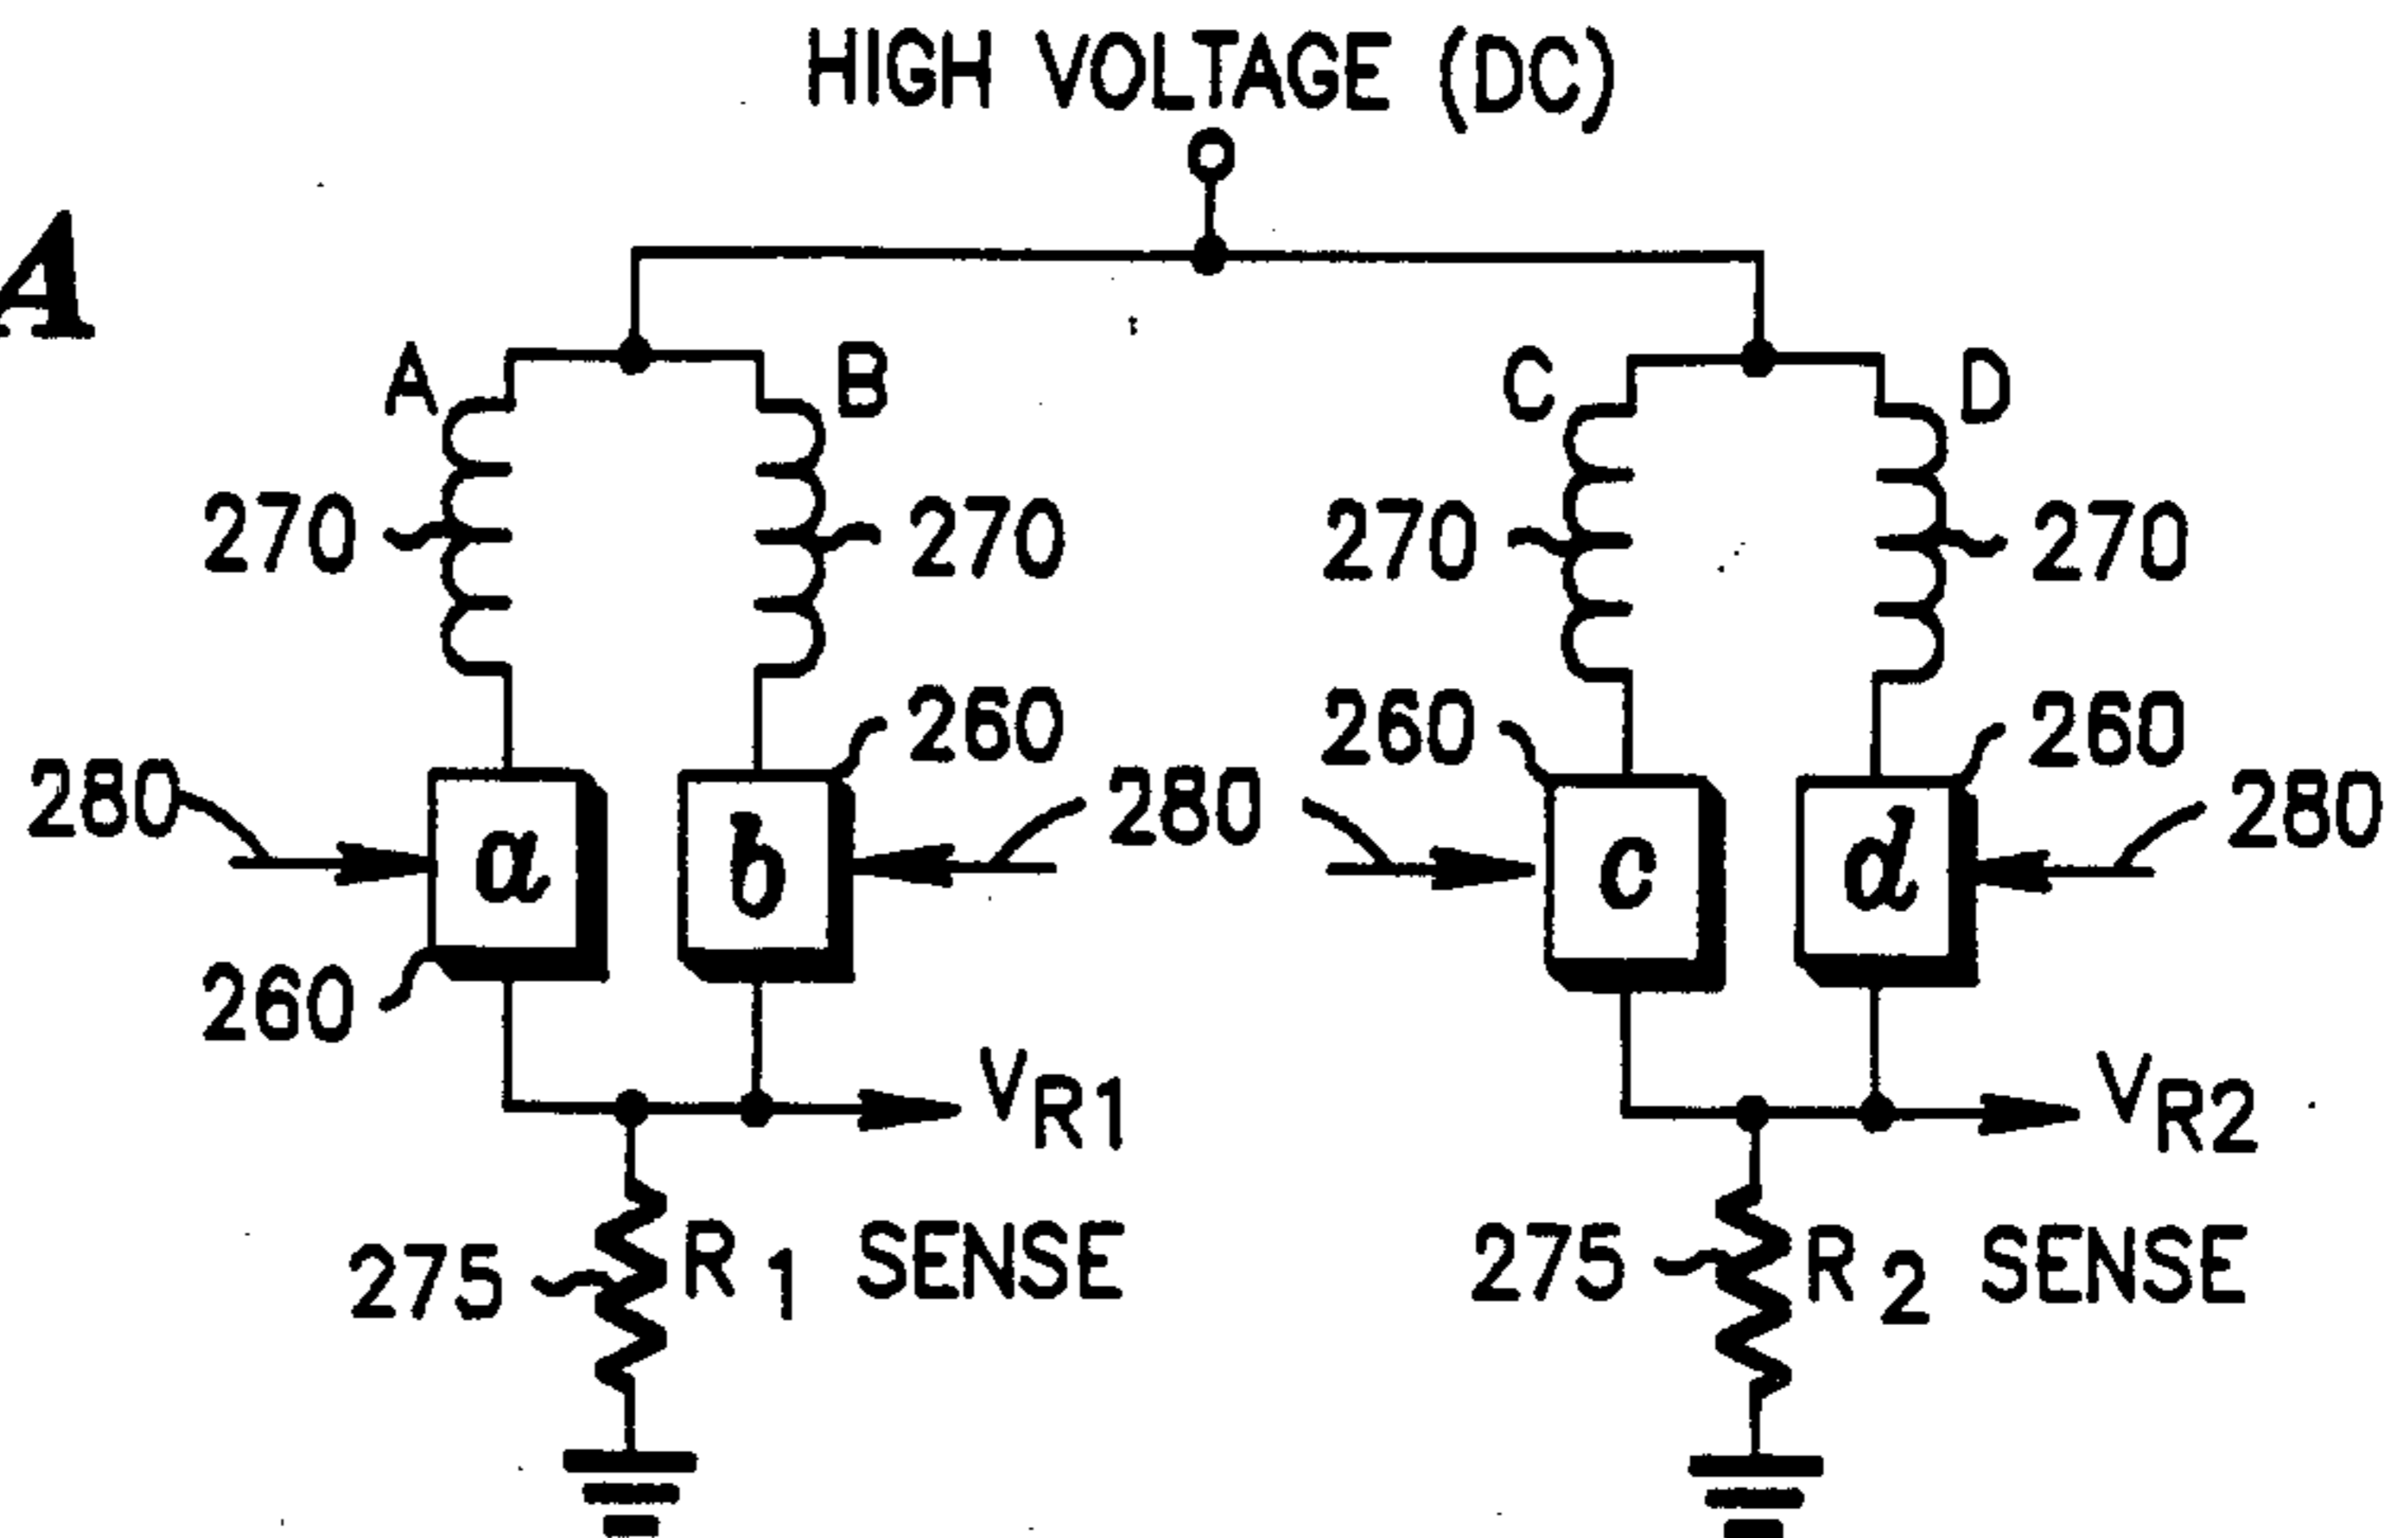 HIGH VOLTAGE (DC)
A
A B C D
270 270 270 270
260 260 260
280 280 280
a b c d
260
VR1 VR2
275 R1 SENSE 275 R2 SENSE